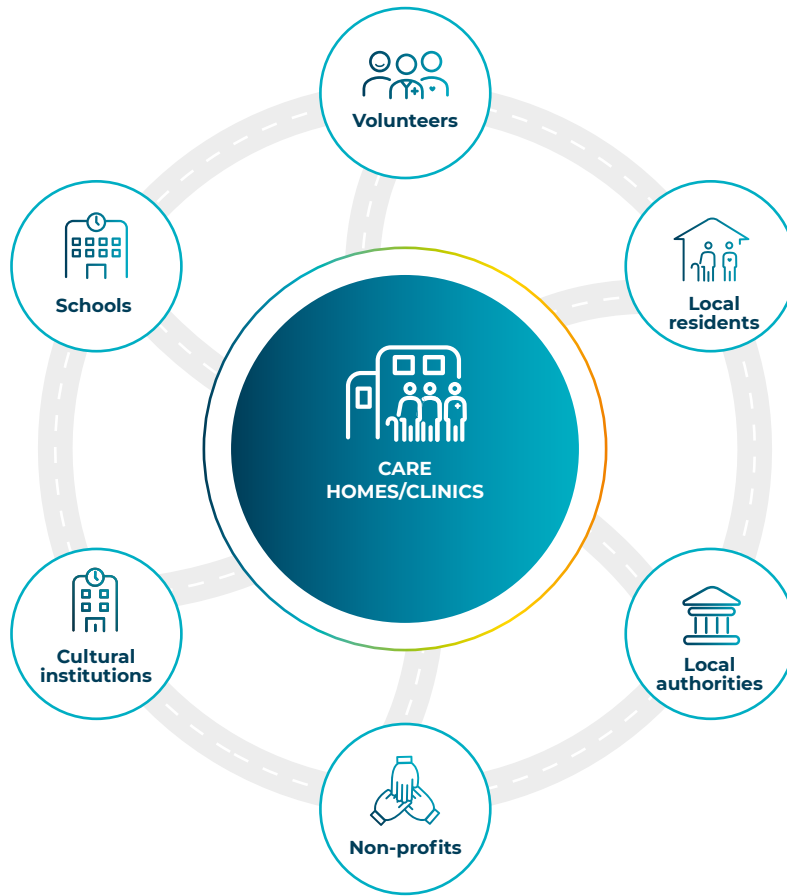 Volunteers
Schools
Local
residents
CARE
HOMES/CLINICS
Cultural
institutions
Local
authorities
Non-profits